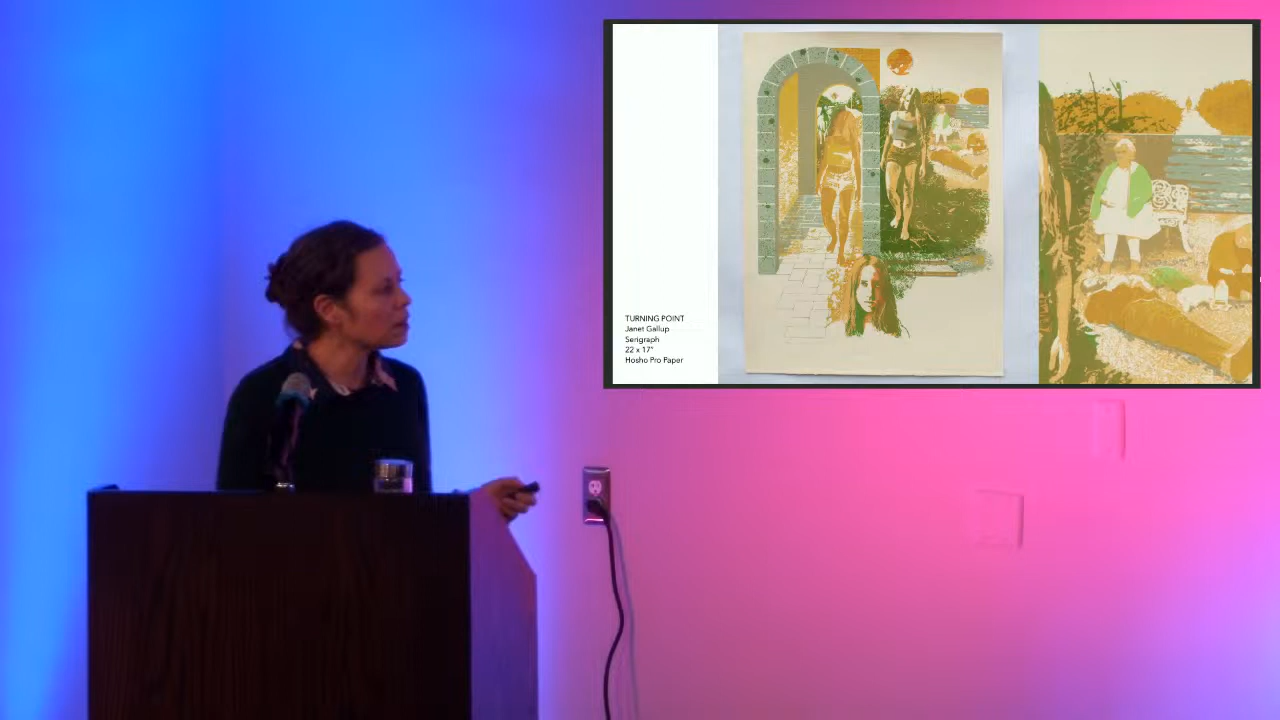 TURNING POINT
Janet Gallup
Serigraph
22 x 17"
Hosho Pro Paper